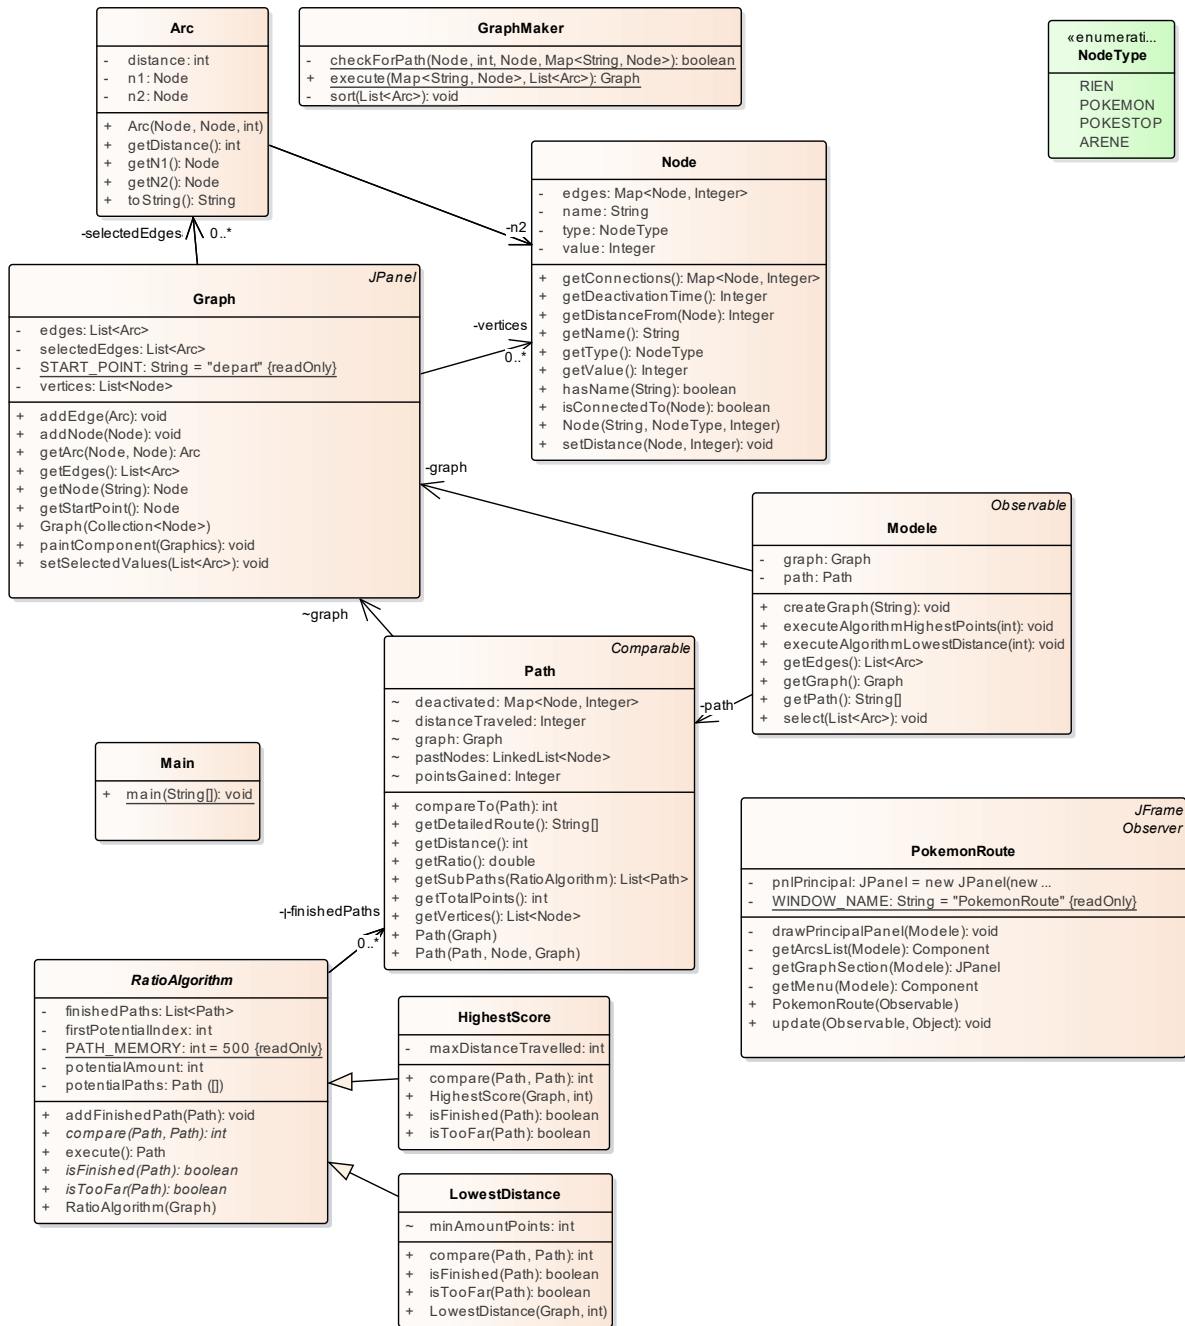 Arc
- distance: int
- n1: Node
- n2: Node
+ Arc(Node, Node, int)
+ getDistance(): int
+ getN1(): Node
+ getN2(): Node
+ toString(): String
GraphMaker
- checkForPath(Node, int, Node, Map<String, Node>): boolean
+ execute(Map<String, Node>, List<Arc>): Graph
- sort(List<Arc>): void
«enumerati...
NodeType
RIEN
POKEMON
POKESTOP
ARENE
Node
- edges: Map<Node, Integer>
- name: String
- type: NodeType
- value: Integer
+ getConnections(): Map<Node, Integer>
+ getDeactivationTime(): Integer
+ getDistanceFrom(Node): Integer
+ getName(): String
+ getType(): NodeType
+ getValue(): Integer
+ hasName(String): boolean
+ isConnectedTo(Node): boolean
+ Node(String, NodeType, Integer)
+ setDistance(Node, Integer): void
-n2
-selectedEdges
0..*
JPanel
Graph
- edges: List<Arc>
- selectedEdges: List<Arc>
- START_POINT: String = "depart" {readOnly}
- vertices: List<Node>
+ addEdge(Arc): void
+ addNode(Node): void
+ getArc(Node, Node): Arc
+ getEdges(): List<Arc>
+ getNode(String): Node
+ getStartPoint(): Node
+ Graph(Collection<Node>)
+ paintComponent(Graphics): void
+ setSelectedValues(List<Arc>): void
-vertices
0..*
-graph
Observable
Modele
- graph: Graph
- path: Path
+ createGraph(String): void
+ executeAlgorithmHighestPoints(int): void
+ executeAlgorithmLowestDistance(int): void
+ getEdges(): List<Arc>
+ getGraph(): Graph
+ getPath(): String[]
+ select(List<Arc>): void
~graph
Comparable
Path
~ deactivated: Map<Node, Integer>
~ distanceTraveled: Integer
~ graph: Graph
~ pastNodes: LinkedList<Node>
~ pointsGained: Integer
+ compareTo(Path): int
+ getDetailedRoute(): String[]
+ getDistance(): int
+ getRatio(): double
+ getSubPaths(RatioAlgorithm): List<Path>
+ getTotalPoints(): int
+ getVertices(): List<Node>
+ Path(Graph)
+ Path(Path, Node, Graph)
-path
Main
+ main(String[]): void
JFrame
Observer
PokemonRoute
- pnlPrincipal: JPanel = new JPanel(new ...
- WINDOW_NAME: String = "PokemonRoute" {readOnly}
- drawPrincipalPanel(Modele): void
- getArcsList(Modele): Component
- getGraphSection(Modele): JPanel
- getMenu(Modele): Component
+ PokemonRoute(Observable)
+ update(Observable, Object): void
-finishedPaths
0..*
RatioAlgorithm
- finishedPaths: List<Path>
- firstPotentialIndex: int
- PATH_MEMORY: int = 500 {readOnly}
- potentialAmount: int
- potentialPaths: Path ([])
+ addFinishedPath(Path): void
+ compare(Path, Path): int
+ execute(): Path
+ isFinished(Path): boolean
+ isTooFar(Path): boolean
+ RatioAlgorithm(Graph)
HighestScore
- maxDistanceTravelled: int
+ compare(Path, Path): int
+ HighestScore(Graph, int)
+ isFinished(Path): boolean
+ isTooFar(Path): boolean
LowestDistance
~ minAmountPoints: int
+ compare(Path, Path): int
+ isFinished(Path): boolean
+ isTooFar(Path): boolean
+ LowestDistance(Graph, int)